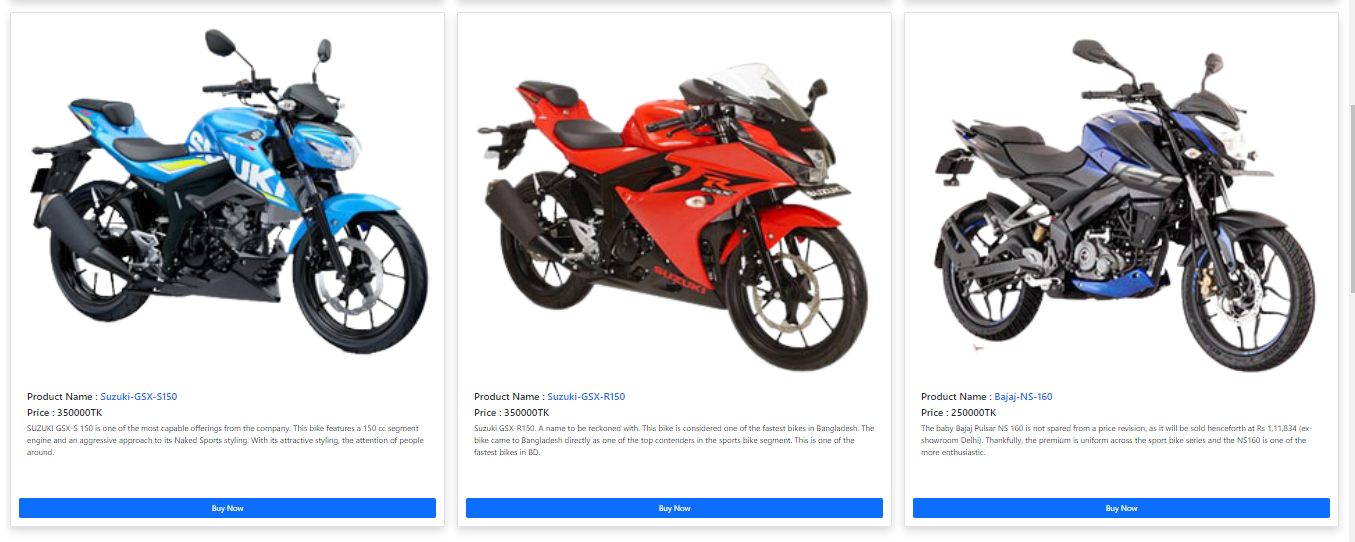 SUZUKI
SUZUKI
SUZUKI
Product Name : Suzuki-GSX-S150
Price : 350000TK
SUZUKI GSX-S 150 is one of the most capable offerings from the company. This bike features a 150 cc segment
engine and an aggressive approach to its Naked Sports styling. With its attractive styling, the attention of people
around.
Buy Now
Product Name : Suzuki-GSX-R150
Price : 350000TK
Suzuki GSX-R150. A name to be reckoned with. This bike is considered one of the fastest bikes in Bangladesh. The
bike came to Bangladesh directly as one of the top contenders in the sports bike segment. This is one of the
fastest bikes in BD.
Buy Now
Product Name : Bajaj-NS-160
Price : 250000TK
The baby Bajaj Pulsar NS 160 is not spared from a price revision, as it will be sold henceforth at Rs 1,11,834 (ex-
showroom Delhi). Thankfully, the premium is uniform across the sport bike series and the NS160 is one of the
more enthusiastic.
Buy Now